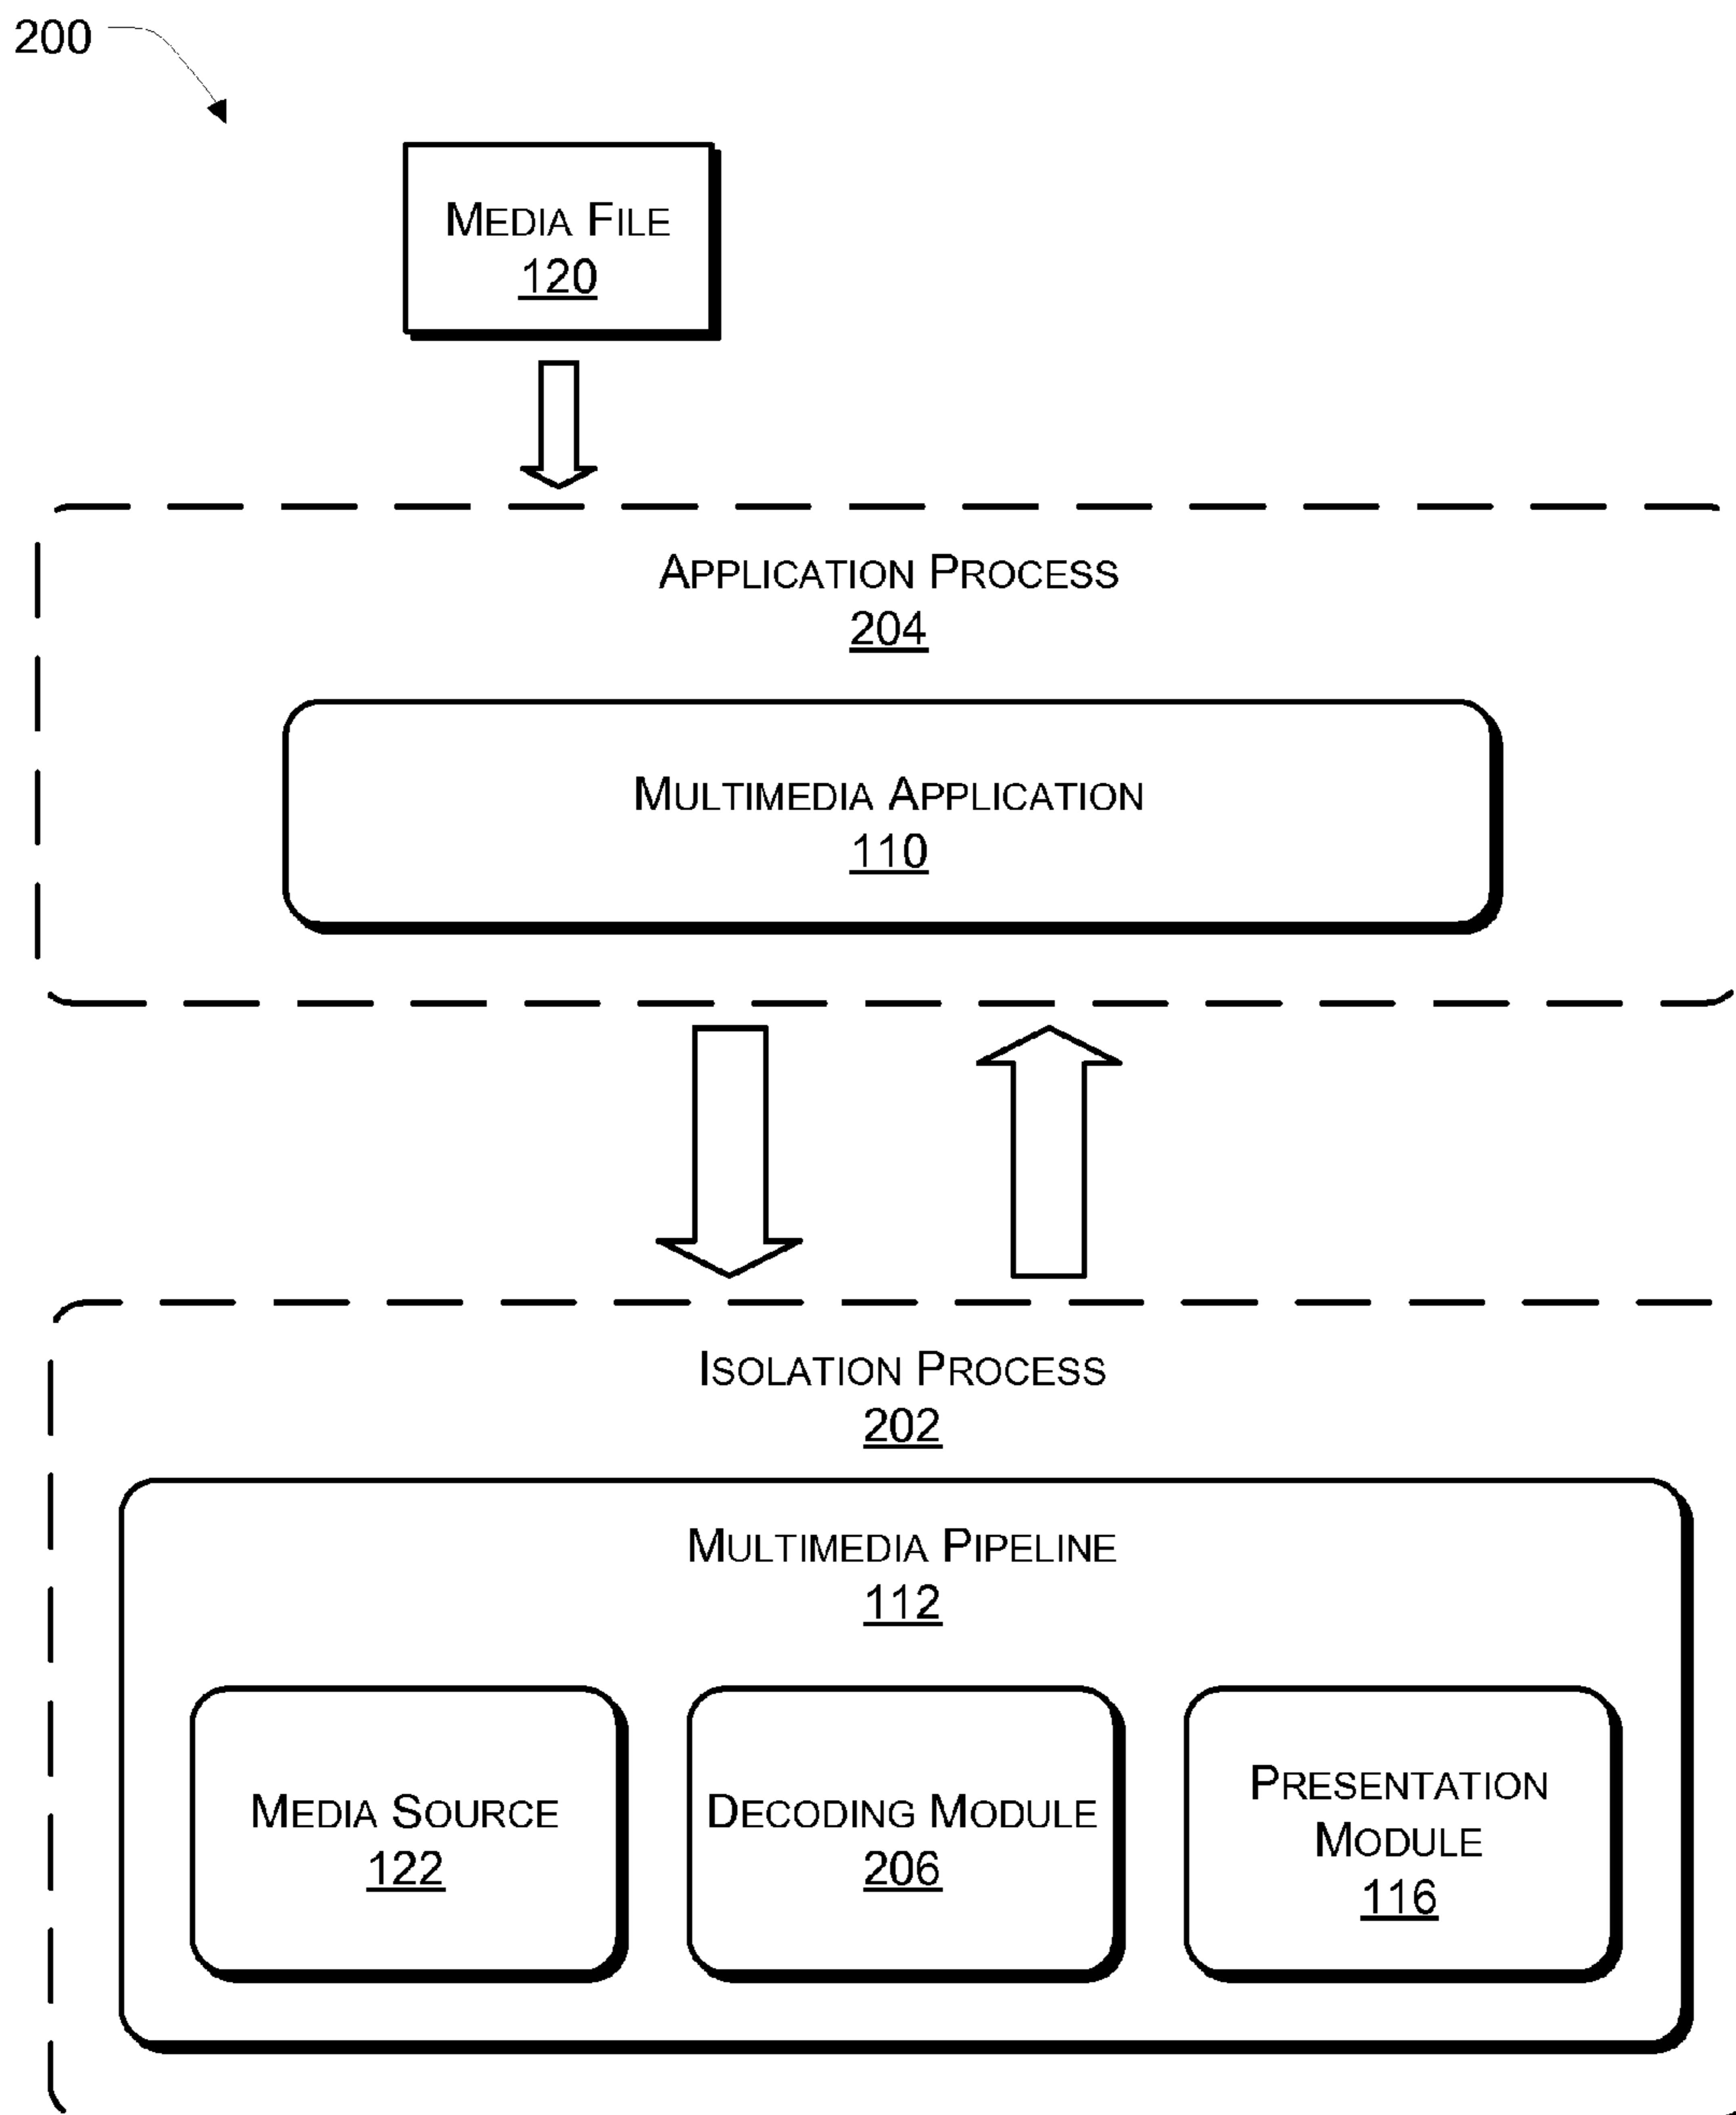 200
MEDIA FILE
120
APPLICATION PROCESS
204
MULTIMEDIA APPLICATION
110
ISOLATION PROCESS
202
MULTIMEDIA PIPELINE
112
MEDIA SOURCE
122
DECODING MODULE
206
PRESENTATION
MODULE
116